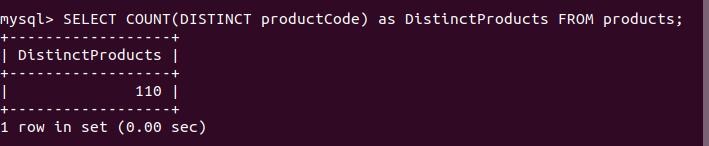 mysql> SELECT COUNT(DISTINCT productCode) as DistinctProducts FROM products;
+------------------+
| DistinctProducts |
+------------------+
|              110 |
+------------------+
1 row in set (0.00 sec)